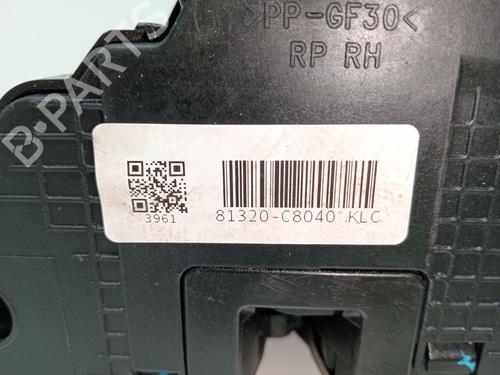 >PP-GF30<
RP RH
B-PARTS
3961
81320-C8040 KLC